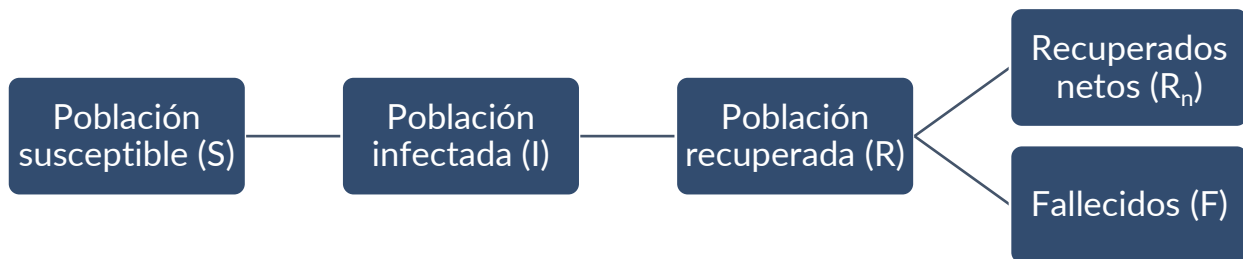 Población
susceptible (S)
Población
infectada (I)
Población
recuperada (R)
Recuperados
netos (Rₙ)
Fallecidos (F)